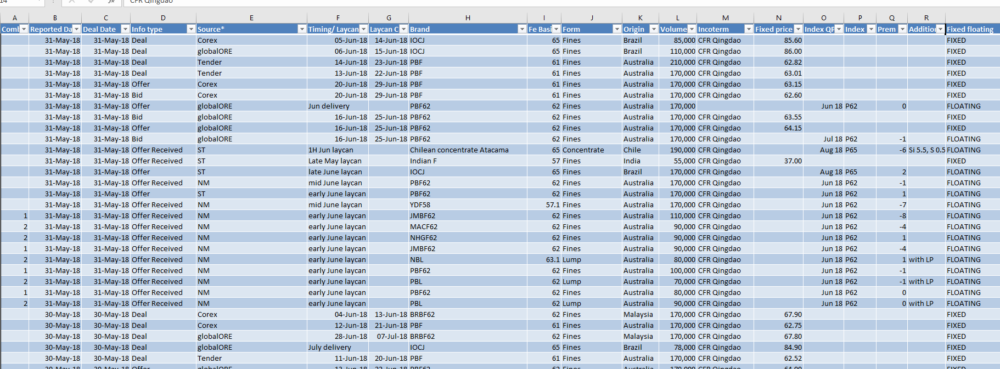 14 CFR Qingdao
A B C D E F G H I J K L M N O P Q R
Comb Reported Da Deal Date Info type Source* Timing/ Laycan Laycan C Brand Fe Basi Form Origin Volume Incoterm Fixed price Index QP Index Prem Addition Fixed floating
31-May-18 31-May-18 Deal Corex 05-Jun-18 14-Jun-18 IOCJ 65 Fines Brazil 85,000 CFR Qingdao 85.60 FIXED
31-May-18 31-May-18 Deal globalORE 06-Jun-18 15-Jun-18 IOCJ 65 Fines Brazil 110,000 CFR Qingdao 86.00 FIXED
31-May-18 31-May-18 Deal Tender 14-Jun-18 23-Jun-18 PBF 61 Fines Australia 210,000 CFR Qingdao 62.82 FIXED
31-May-18 31-May-18 Deal Tender 13-Jun-18 22-Jun-18 PBF 61 Fines Australia 170,000 CFR Qingdao 63.01 FIXED
31-May-18 31-May-18 Offer Corex 20-Jun-18 29-Jun-18 PBF 61 Fines Australia 170,000 CFR Qingdao 63.15 FIXED
31-May-18 31-May-18 Bid Corex 20-Jun-18 29-Jun-18 PBF 61 Fines Australia 170,000 CFR Qingdao 62.60 FIXED
31-May-18 31-May-18 Offer globalORE Jun delivery PBF62 62 Fines Australia 170,000 Jun 18 P62 0 FLOATING
31-May-18 31-May-18 Bid globalORE 16-Jun-18 25-Jun-18 PBF62 62 Fines Australia 170,000 CFR Qingdao 63.55 FIXED
31-May-18 31-May-18 Offer globalORE 16-Jun-18 25-Jun-18 PBF62 62 Fines Australia 170,000 CFR Qingdao 64.15 FIXED
31-May-18 31-May-18 Bid globalORE 16-Jun-18 25-Jun-18 PBF62 62 Fines Australia 170,000 CFR Qingdao Jul 18 P62 -1 FLOATING
31-May-18 31-May-18 Offer Received ST 1H Jun laycan Chilean concentrate Atacama 65 Concentrate Chile 190,000 CFR Qingdao Aug 18 P65 -6 Si 5.5, S 0.5 FLOATING
31-May-18 31-May-18 Offer Received ST Late May laycan Indian F 57 Fines India 55,000 CFR Qingdao 37.00 FIXED
31-May-18 31-May-18 Offer ST late June laycan IOCJ 65 Fines Brazil 170,000 CFR Qingdao Aug 18 P65 2 FLOATING
31-May-18 31-May-18 Offer Received NM mid June laycan PBF62 62 Fines Australia 170,000 CFR Qingdao Jun 18 P62 -1 FLOATING
31-May-18 31-May-18 Offer ST early June laycan PBF62 62 Fines Australia 170,000 CFR Qingdao Jun 18 P62 1 FLOATING
31-May-18 31-May-18 Offer Received NM mid June laycan YDF58 57.1 Fines Australia 170,000 CFR Qingdao Jun 18 P62 -7 FLOATING
1 31-May-18 31-May-18 Offer Received NM early June laycan JMBF62 62 Fines Australia 110,000 CFR Qingdao Jun 18 P62 -8 FLOATING
2 31-May-18 31-May-18 Offer Received NM early June laycan MACF62 62 Fines Australia 90,000 CFR Qingdao Jun 18 P62 -4 FLOATING
2 31-May-18 31-May-18 Offer Received NM early June laycan NHGF62 62 Fines Australia 90,000 CFR Qingdao Jun 18 P62 1 FLOATING
1 31-May-18 31-May-18 Offer Received NM early June laycan JMBF62 62 Fines Australia 90,000 CFR Qingdao Jun 18 P62 -4 FLOATING
2 31-May-18 31-May-18 Offer Received NM early June laycan NBL 63.1 Lump Australia 80,000 CFR Qingdao Jun 18 P62 1 with LP FLOATING
1 31-May-18 31-May-18 Offer Received NM early June laycan PBF62 62 Fines Australia 100,000 CFR Qingdao Jun 18 P62 -1 FLOATING
2 31-May-18 31-May-18 Offer Received NM early June laycan PBL 62 Lump Australia 70,000 CFR Qingdao Jun 18 P62 -1 with LP FLOATING
1 31-May-18 31-May-18 Offer Received NM early June laycan PBF62 62 Fines Australia 80,000 CFR Qingdao Jun 18 P62 0 FLOATING
2 31-May-18 31-May-18 Offer Received NM early June laycan PBL 62 Lump Australia 90,000 CFR Qingdao Jun 18 P62 0 with LP FLOATING
30-May-18 30-May-18 Deal Corex 04-Jun-18 13-Jun-18 BRBF62 62 Fines Malaysia 170,000 CFR Qingdao 67.90 FIXED
30-May-18 30-May-18 Deal Corex 12-Jun-18 21-Jun-18 PBF 61 Fines Australia 170,000 CFR Qingdao 62.75 FIXED
30-May-18 30-May-18 Deal globalORE 28-Jun-18 07-Jul-18 BRBF62 62 Fines Malaysia 170,000 CFR Qingdao 67.80 FIXED
30-May-18 30-May-18 Deal globalORE July delivery IOCJ 65 Fines Brazil 78,000 CFR Qingdao 84.90 FIXED
30-May-18 30-May-18 Deal Tender 11-Jun-18 20-Jun-18 PBF 61 Fines Australia 170,000 CFR Qingdao 62.52 FIXED